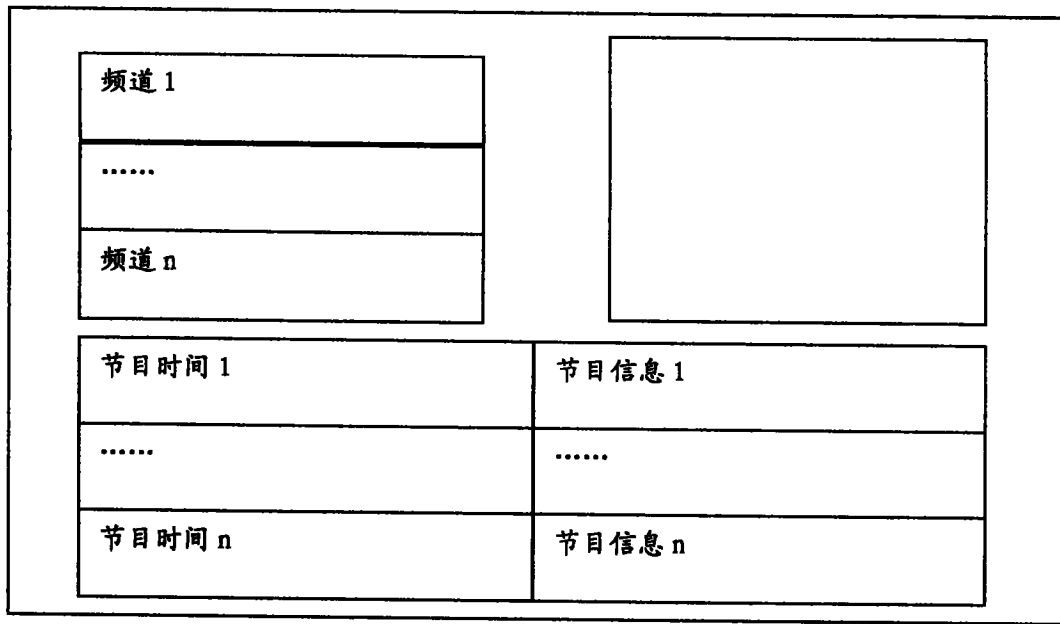 频道 1
……
频道 n
节目时间 1
节目信息 1
……
……
节目时间 n
节目信息 n